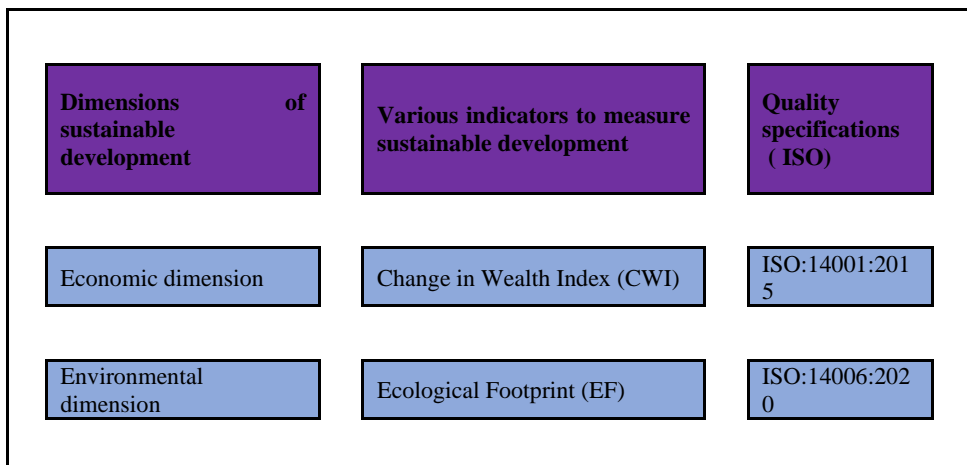 Dimensions of
sustainable
development
Various indicators to measure
sustainable development
Quality
specifications
( ISO)
Economic dimension
Change in Wealth Index (CWI)
ISO:14001:201
5
Environmental
dimension
Ecological Footprint (EF)
ISO:14006:202
0